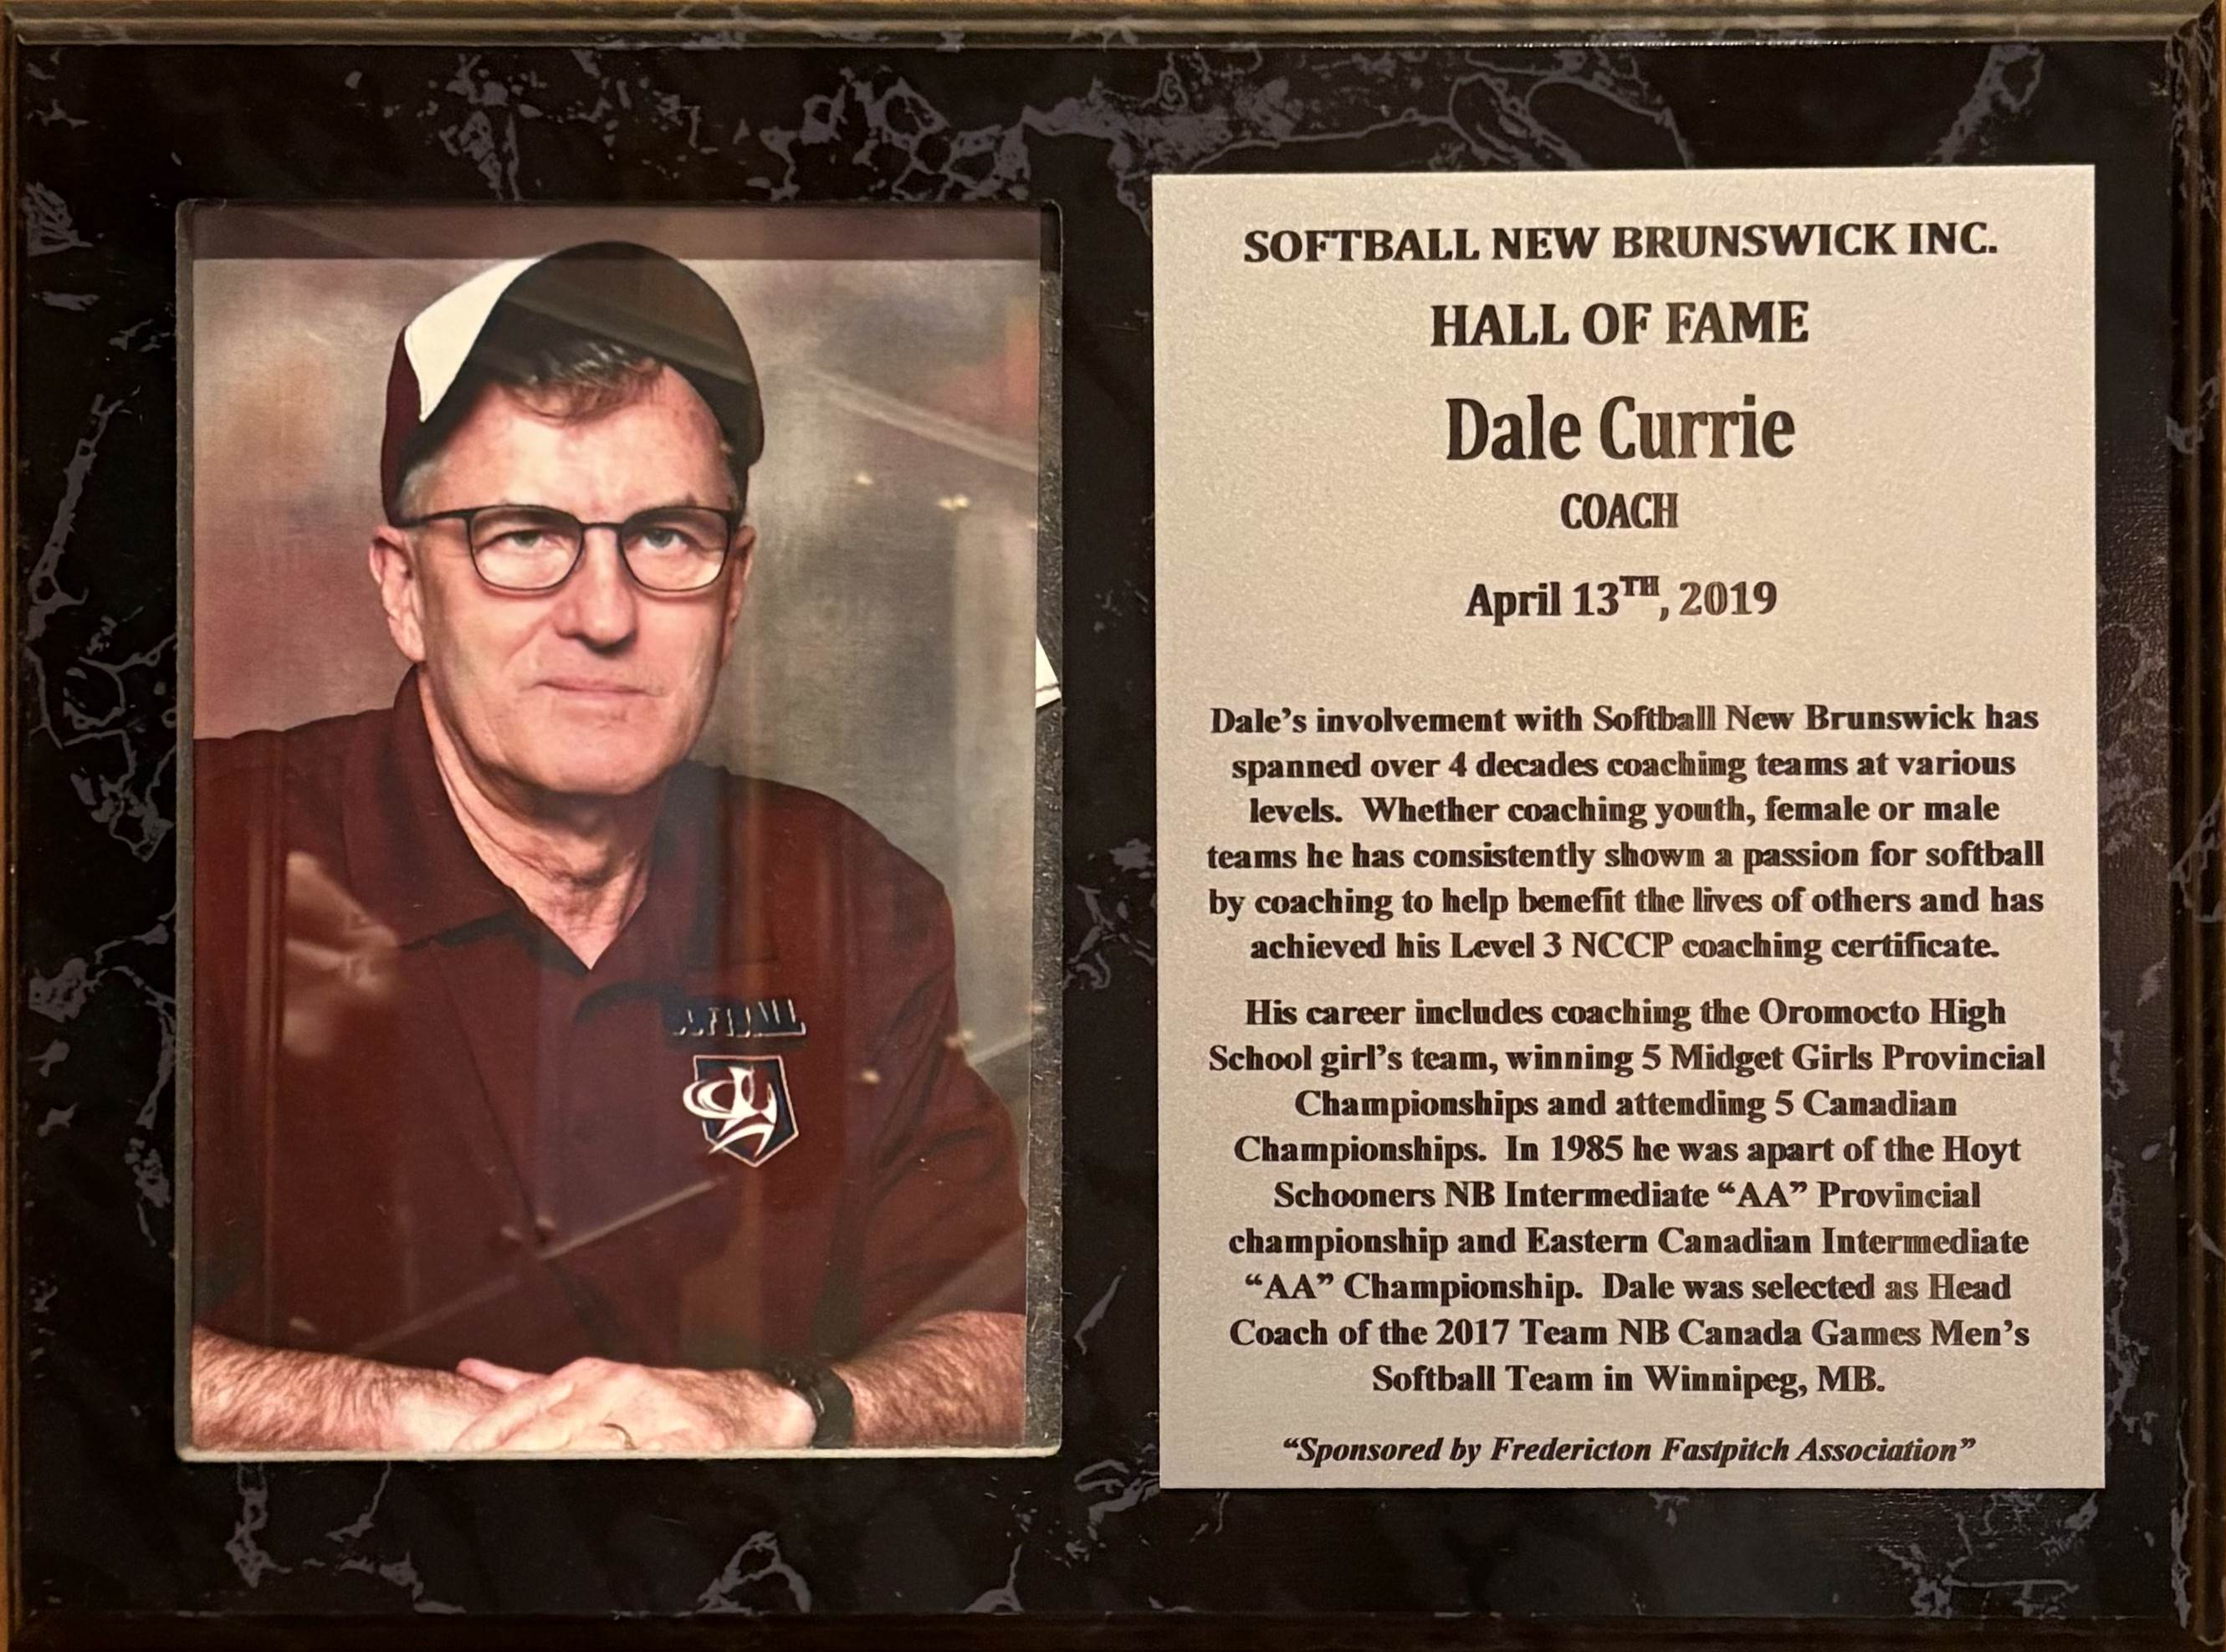 SOFTBALL NEW BRUNSWICK INC.
HALL OF FAME
Dale Currie
COACH
April 13TH, 2019
Dale's involvement with Softball New Brunswick has
spanned over 4 decades coaching teams at various
levels.  Whether coaching youth, female or male
teams he has consistently shown a passion for softball
by coaching to help benefit the lives of others and has
achieved his Level 3 NCCP coaching certificate.
His career includes coaching the Oromocto High
School girl's team, winning 5 Midget Girls Provincial
Championships and attending 5 Canadian
Championships.  In 1985 he was apart of the Hoyt
Schooners NB Intermediate “AA” Provincial
championship and Eastern Canadian Intermediate
“AA” Championship.  Dale was selected as Head
Coach of the 2017 Team NB Canada Games Men's
Softball Team in Winnipeg, MB.
“Sponsored by Fredericton Fastpitch Association”
SOFTBALL